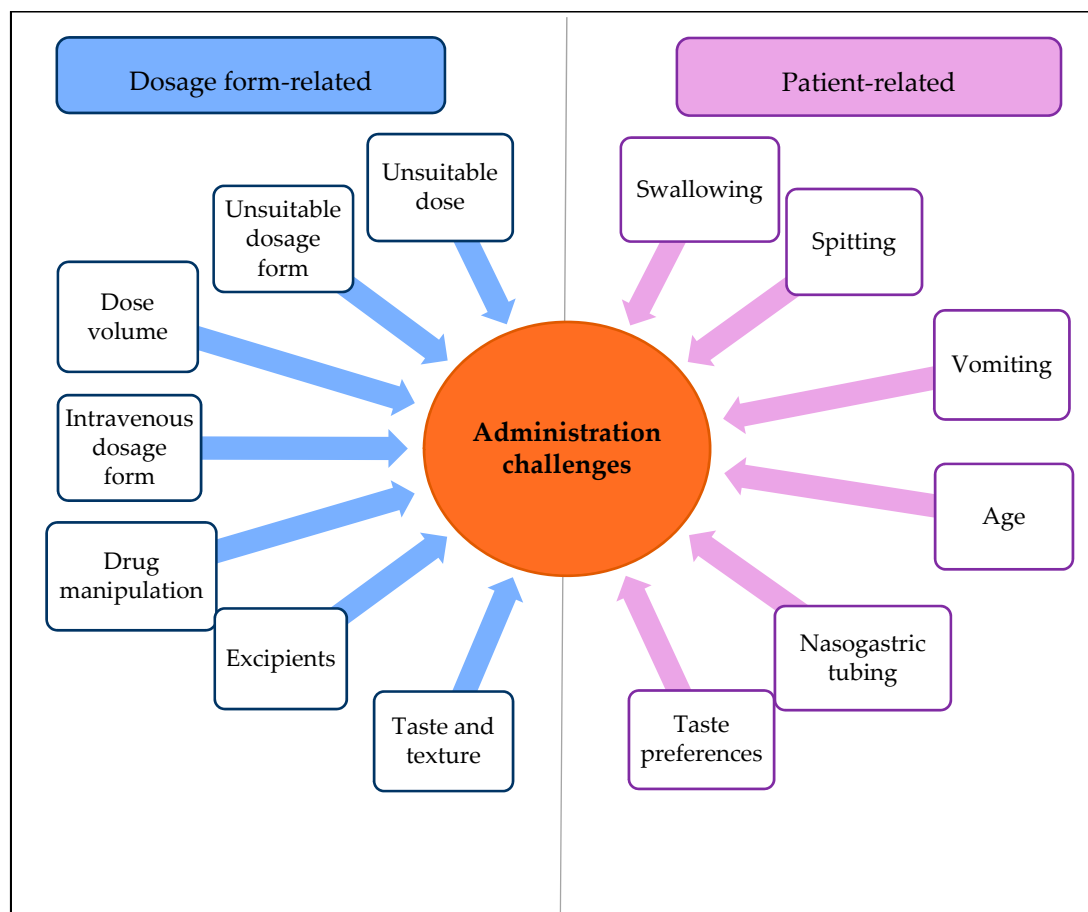 Dosage form-related
Patient-related
Unsuitable
dose
Unsuitable
dosage
form
Dose
volume
Intravenous
dosage
form
Drug
manipulation
Excipients
Taste and
texture
Administration
challenges
Swallowing
Spitting
Vomiting
Age
Nasogastric
tubing
Taste
preferences